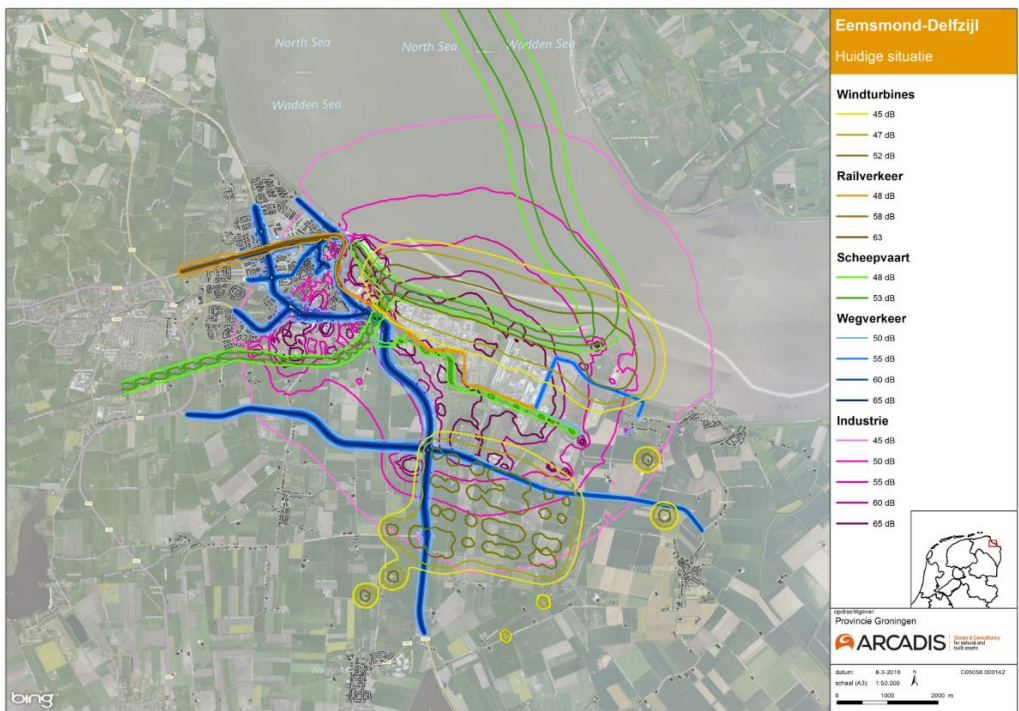 North Sea
North Sea
Wadden Sea
Wadden Sea
bing
Eemsmond-Delfzijl
Huidige situatie
Windturbines
45 dB
47 dB
52 dB
Railverkeer
48 dB
58 dB
63
Scheepvaart
48 dB
53 dB
Wegverkeer
50 dB
55 dB
60 dB
65 dB
Industrie
45 dB
50 dB
55 dB
60 dB
65 dB
opdrachtgever:
Provincie Groningen
ARCADIS
Design & Consultancy
for natural and
built assets
datum: 8-3-2016 N C05058.000142
schaal (A3): 1:50.000
0 1000 2000 m